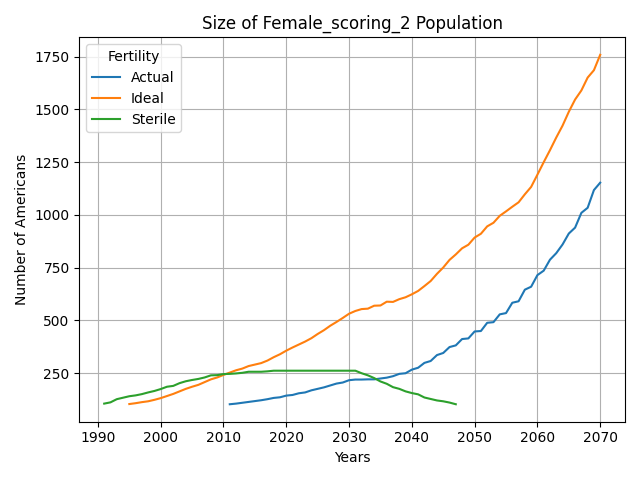 Size of Female_scoring_2 Population
Fertility
Actual
Ideal
Sterile
Number of Americans
1750
1500
1250
1000
750
500
250
1990 2000 2010 2020 2030 2040 2050 2060 2070
Years